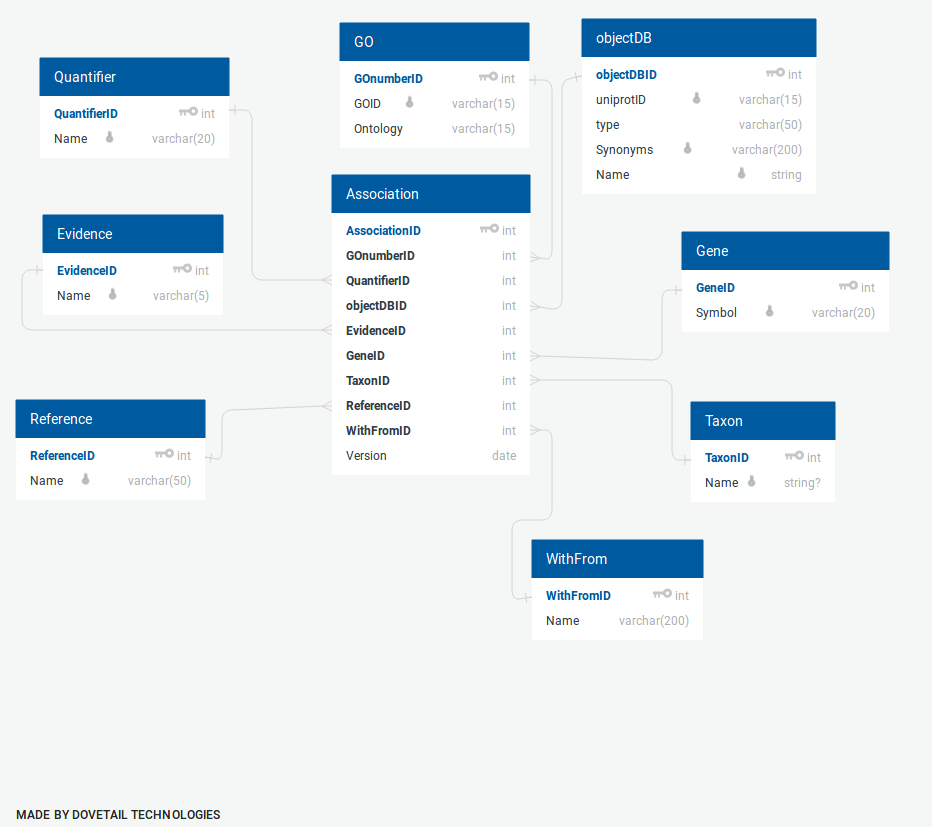 GO
GOnumberID int
GOID varchar(15)
Ontology varchar(15)
objectDB
objectDBID int
uniprotID varchar(15)
type varchar(50)
Synonyms varchar(200)
Name string
Quantifier
QuantifierID int
Name varchar(20)
Association
AssociationID int
GOnumberID int
QuantifierID int
objectDBID int
EvidenceID int
GeneID int
TaxonID int
ReferenceID int
WithFromID int
Version date
Evidence
EvidenceID int
Name varchar(5)
Gene
GeneID int
Symbol varchar(20)
Reference
ReferenceID int
Name varchar(50)
Taxon
TaxonID int
Name string?
WithFrom
WithFromID int
Name varchar(200)
MADE BY DOVETAIL TECHNOLOGIES